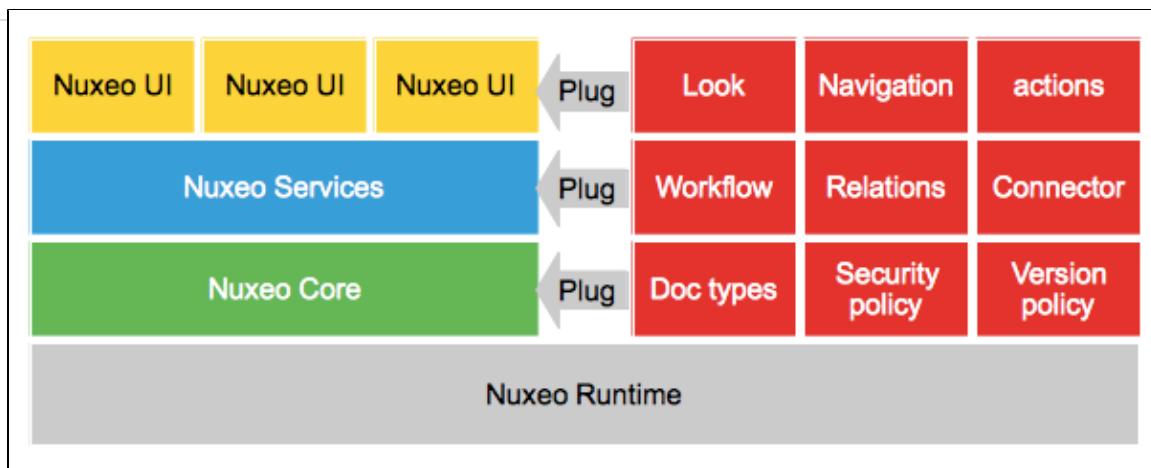 Nuxeo UI Nuxeo UI Nuxeo UI Plug Look Navigation actions
Nuxeo Services Plug Workflow Relations Connector
Nuxeo Core Plug Doc types Security policy Version policy
Nuxeo Runtime